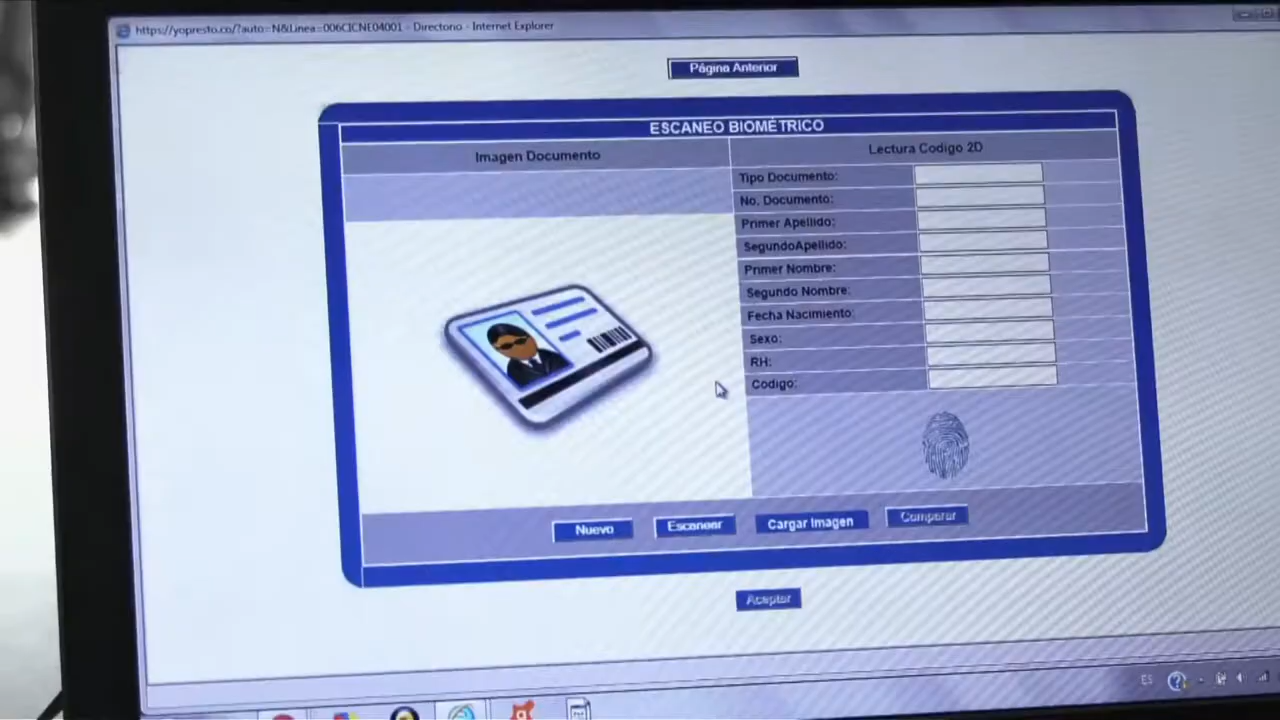 https://yopresto.co/?auto=N&Linea=006CICNE04001 - Directorio - Internet Explorer
Página Anterior
ESCANEO BIOMÉTRICO
Imagen Documento
Lectura Codigo 2D
Tipo Documento:
No. Documento:
Primer Apellido:
SegundoApellido:
Primer Nombre:
Segundo Nombre:
Fecha Nacimiento:
Sexo:
RH:
Codigo:
Nuevo
Escanear
Cargar Imagen
Comparar
Aceptar
ES